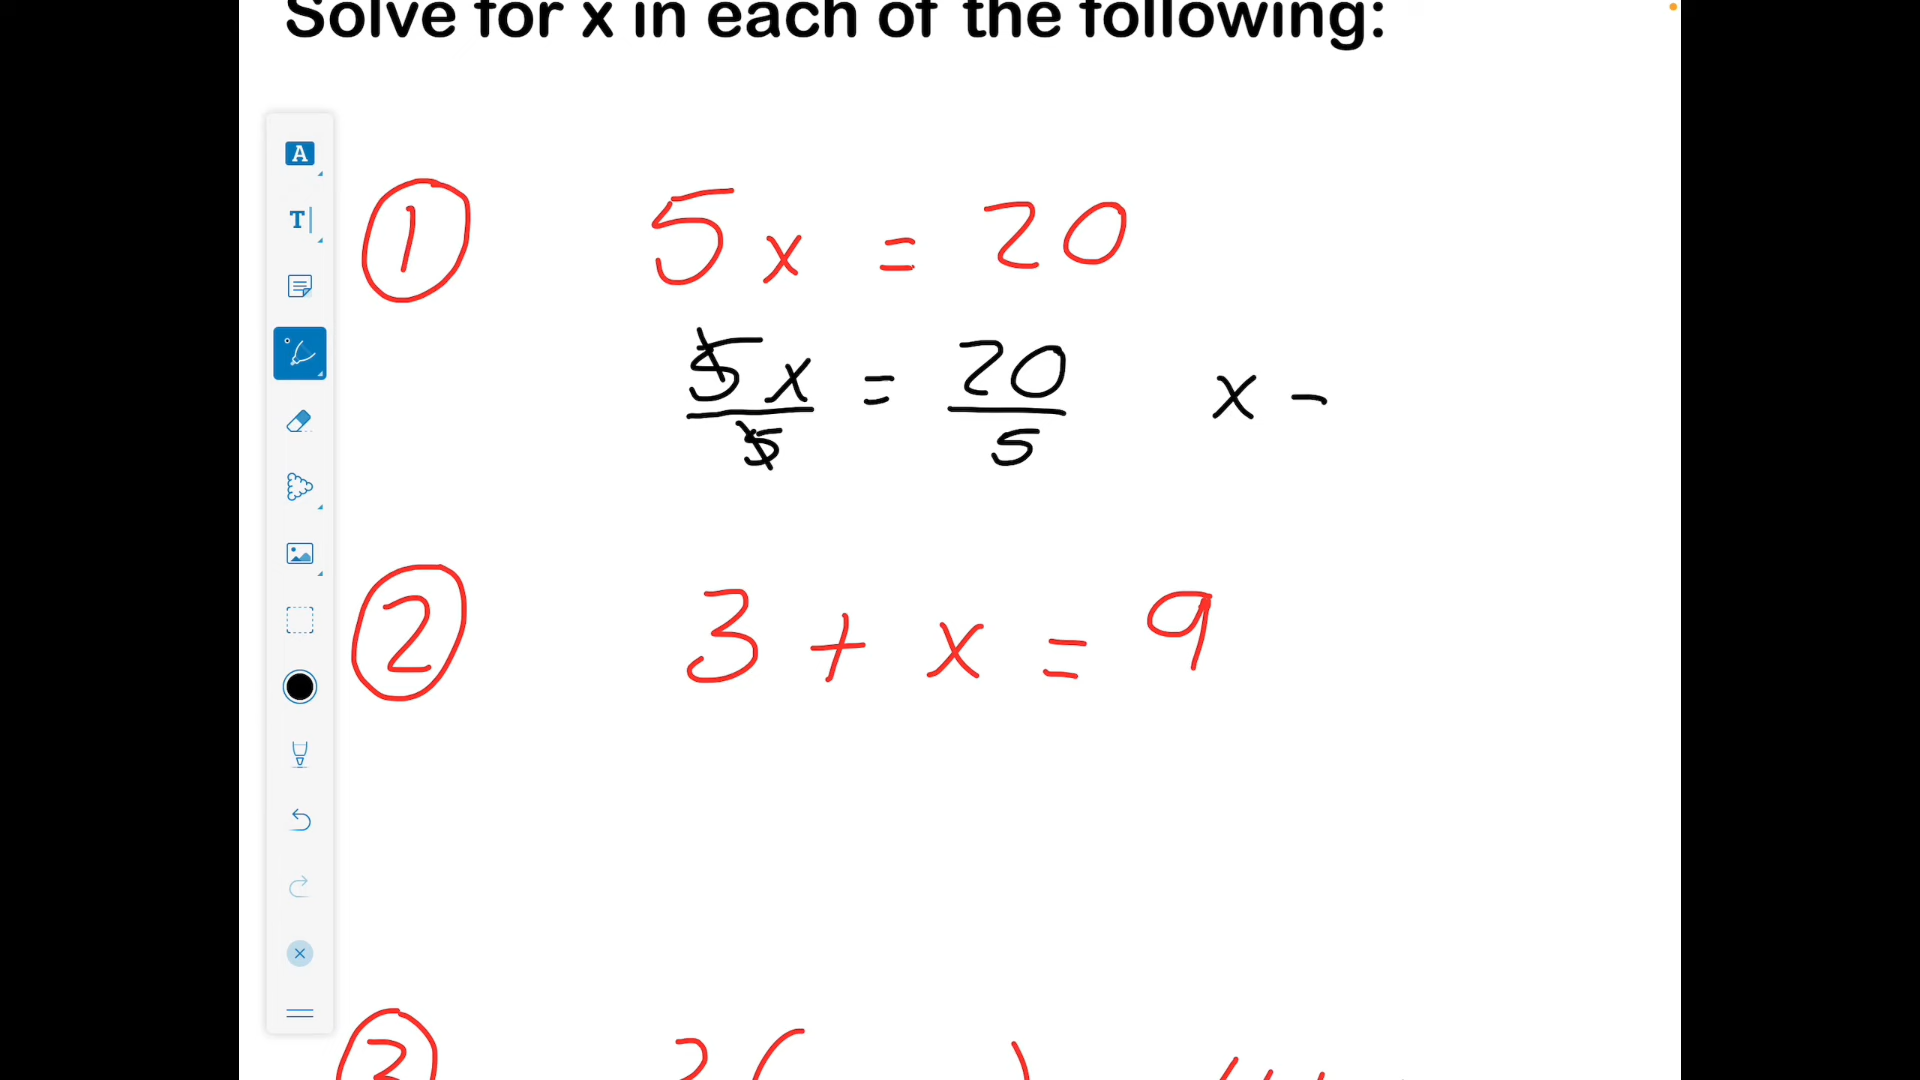 Solve for x in each of the following:
A
T
1 5x = 20
5x/5 = 20/5 x -
2 3 + x = 9
3